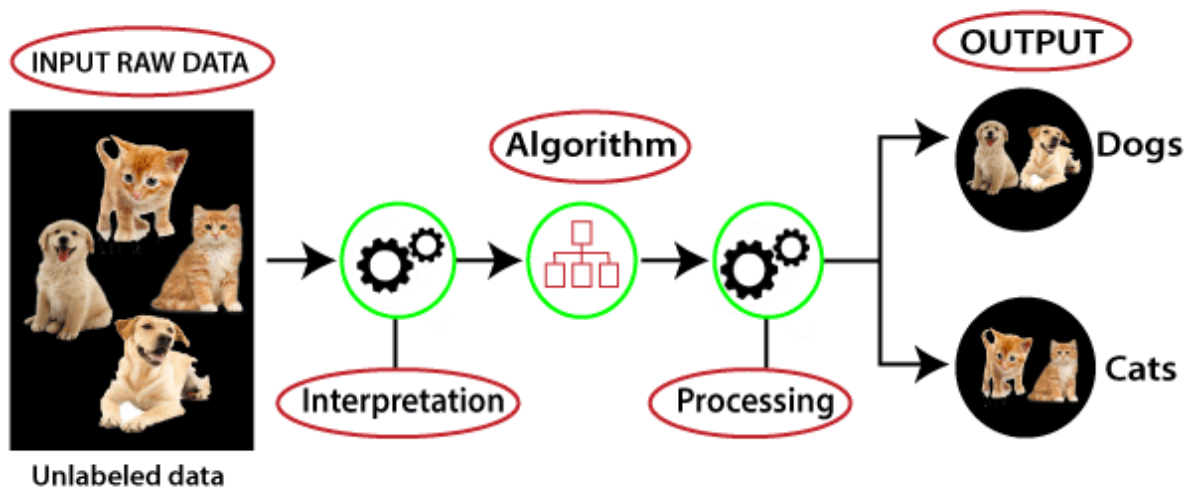 INPUT RAW DATA
Unlabeled data
Interpretation
Algorithm
Processing
OUTPUT
Dogs
Cats